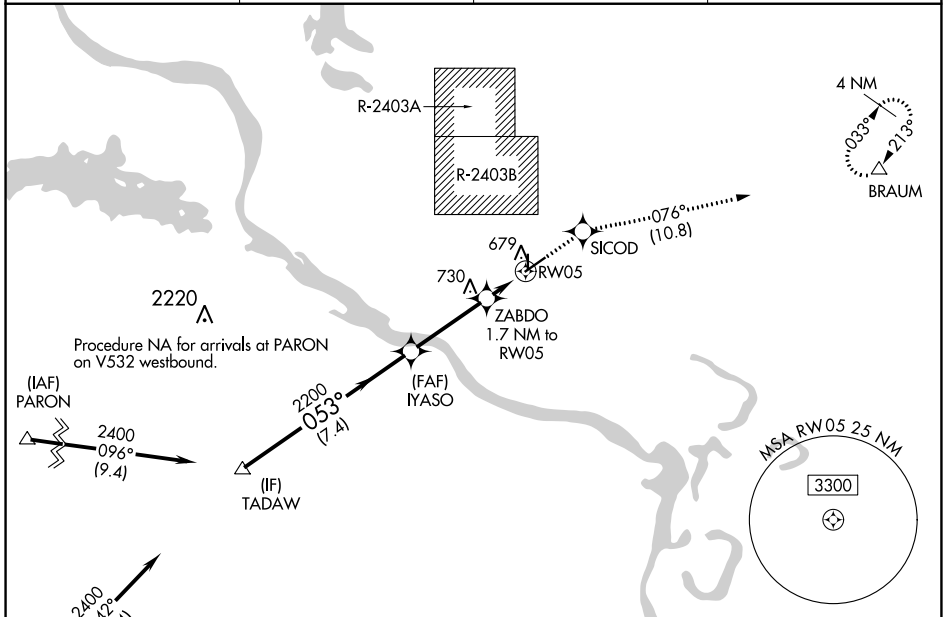 R-2403A
R-2403B
4 NM
033°
213°
BRAUM
076°
(10.8)
SICOD
679
RW05
730
ZABDO
1.7 NM to
RW05
2220
Procedure NA for arrivals at PARON
on V532 westbound.
(IAF)
PARON
2400
096°
(9.4)
(FAF)
IYASO
2200
053°
(7.4)
(IF)
TADAW
MSA RW05 25 NM
3300
2400